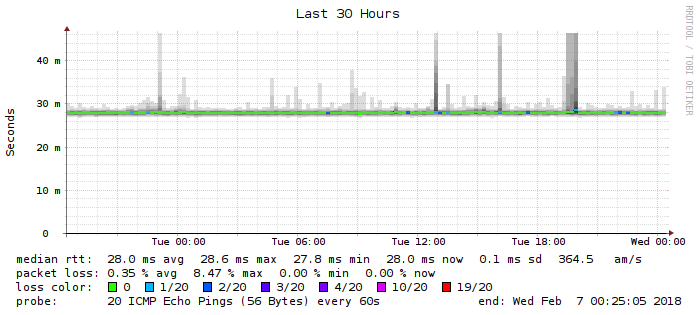 Last 30 Hours
RRDTOOL / TOBI OETIKER
Seconds
40 m
30 m
20 m
10 m
0
Tue 00:00 Tue 06:00 Tue 12:00 Tue 18:00 Wed 00:00
median rtt: 28.0 ms avg 28.6 ms max 27.8 ms min 28.0 ms now 0.1 ms sd 364.5 am/s
packet loss: 0.35 % avg 8.47 % max 0.00 % min 0.00 % now
loss color: 0 1/20 2/20 3/20 4/20 10/20 19/20
probe: 20 ICMP Echo Pings (56 Bytes) every 60s end: Wed Feb 7 00:25:05 2018